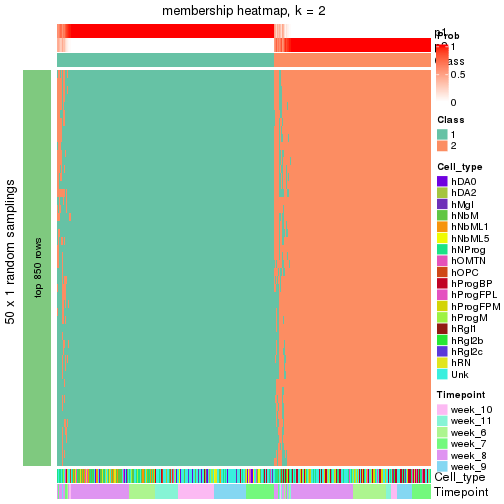 membership heatmap, k = 2
p1
p2
Class
50 x 1 random samplings
top 850 rows
Cell_type
Timepoint
Prob
1
0.5
0
Class
1
2
Cell_type
hDA0
hDA2
hMgl
hNbM
hNbML1
hNbML5
hNProg
hOMTN
hOPC
hProgBP
hProgFPL
hProgFPM
hProgM
hRgl1
hRgl2b
hRgl2c
hRN
Unk
Timepoint
week_10
week_11
week_6
week_7
week_8
week_9